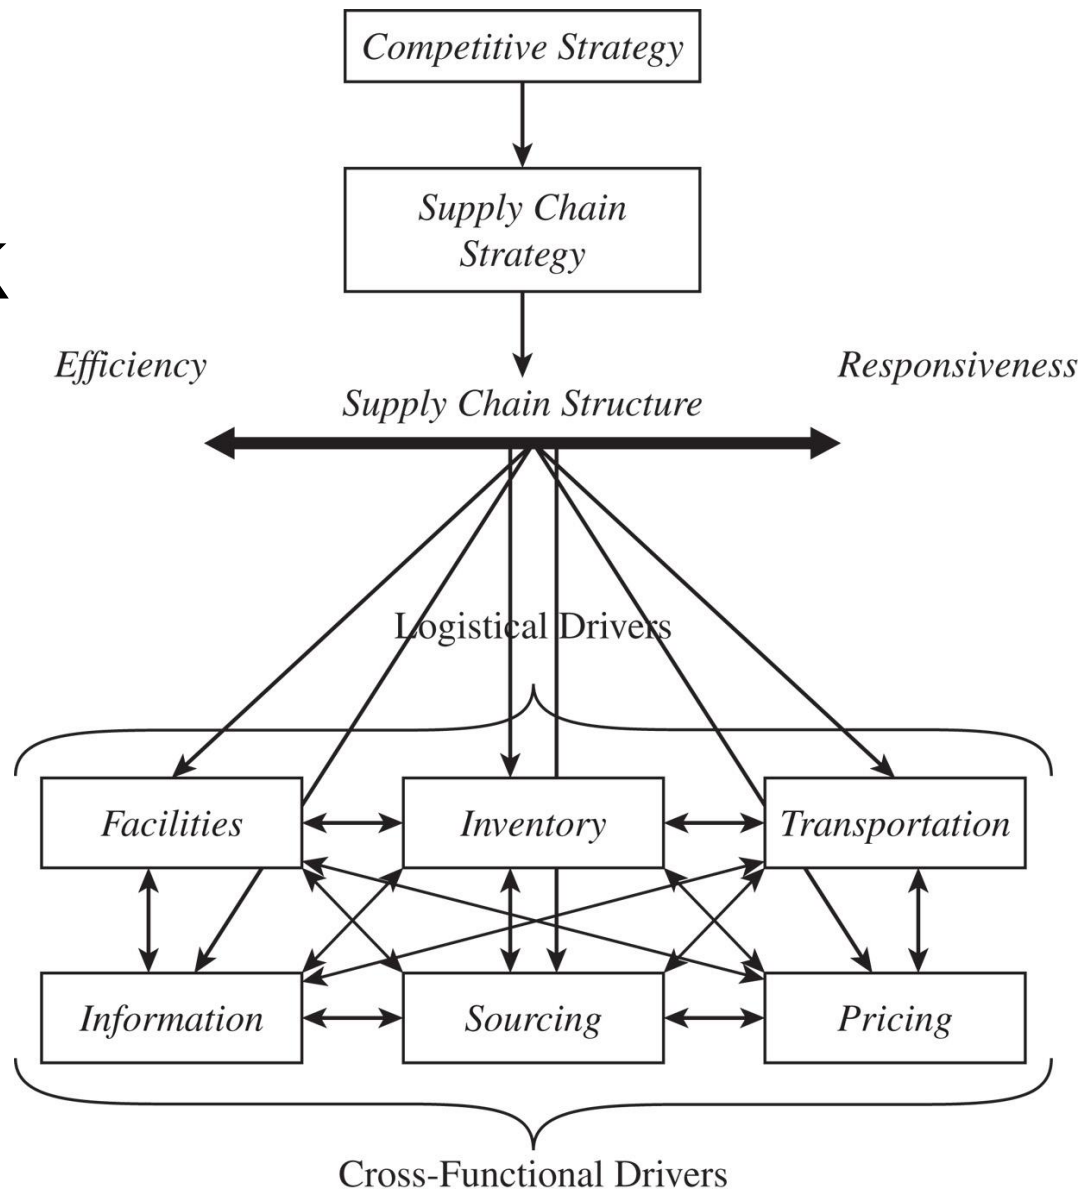 Competitive Strategy
Supply Chain
Strategy
Efficiency
Responsiveness
Supply Chain Structure
Logistical Drivers
Facilities
Inventory
Transportation
Information
Sourcing
Pricing
Cross-Functional Drivers